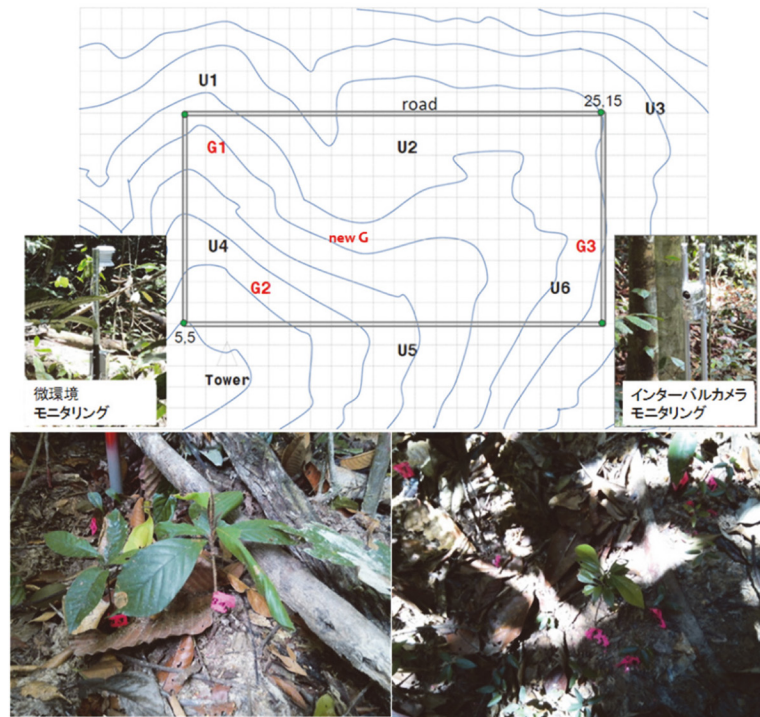 U1
road
25,15
U3
G1
U2
new G
U4
G3
G2
U6
5,5
U5
Tower
微環境
モニタリング
インターバルカメラ
モニタリング